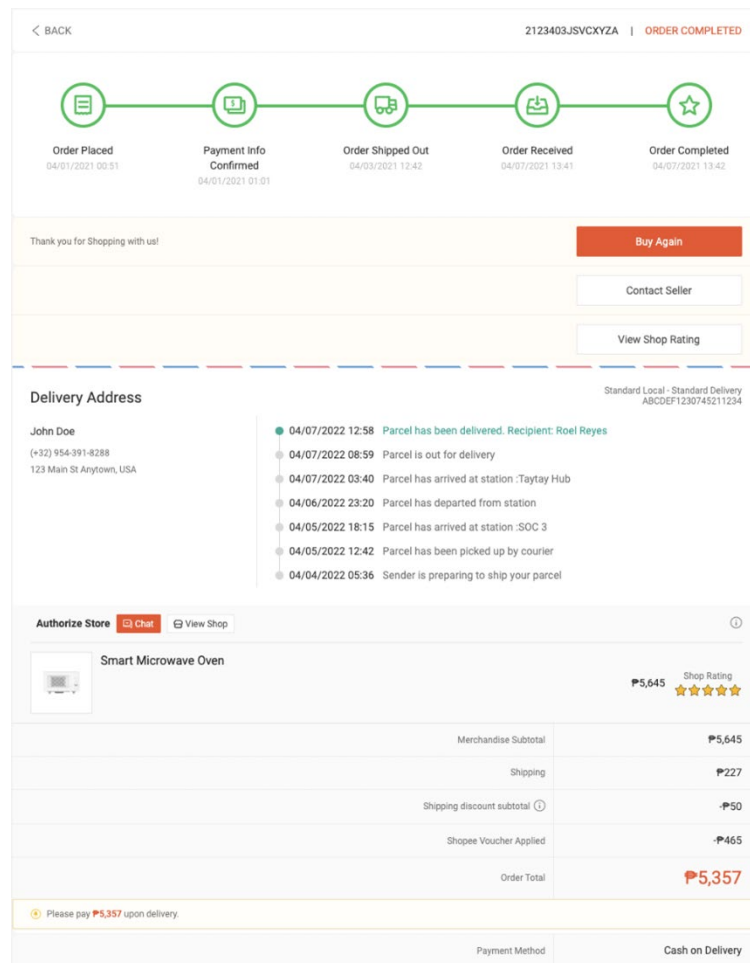 < BACK
2123403JSVCXYZA | ORDER COMPLETED
Order Placed
04/01/2021 00:51
Payment Info
Confirmed
04/01/2021 01:01
Order Shipped Out
04/03/2021 12:42
Order Received
04/07/2021 13:41
Order Completed
04/07/2021 13:42
Thank you for Shopping with us!
Buy Again
Contact Seller
View Shop Rating
Delivery Address
Standard Local - Standard Delivery
ABCDEF1230745211234
John Doe
(+32) 954-391-8288
123 Main St Anytown, USA
04/07/2022 12:58 Parcel has been delivered. Recipient: Roel Reyes
04/07/2022 08:59 Parcel is out for delivery
04/07/2022 03:40 Parcel has arrived at station :Taytay Hub
04/06/2022 23:20 Parcel has departed from station
04/05/2022 18:15 Parcel has arrived at station :SOC 3
04/05/2022 12:42 Parcel has been picked up by courier
04/04/2022 05:36 Sender is preparing to ship your parcel
Authorize Store Chat View Shop
Smart Microwave Oven
₱5,645 Shop Rating
Merchandise Subtotal ₱5,645
Shipping ₱227
Shipping discount subtotal -₱50
Shopee Voucher Applied -₱465
Order Total ₱5,357
Please pay ₱5,357 upon delivery.
Payment Method Cash on Delivery